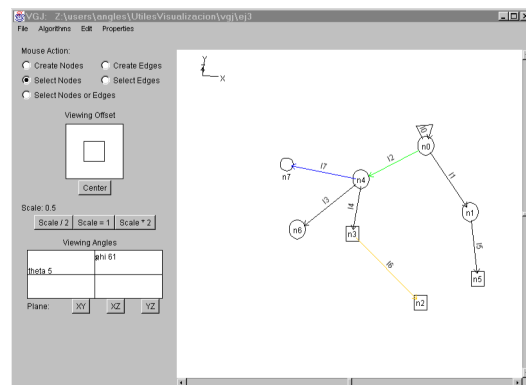 VGJ: Z:\users\angles\UtilesVisualizacion\vgj\ej3
File Algorithms Edit Properties
Mouse Action:
Create Nodes Create Edges
Select Nodes Select Edges
Select Nodes or Edges
Viewing Offset
Center
Scale: 0.5
Scale / 2 Scale = 1 Scale * 2
Viewing Angles
phi 61
theta 5
Plane: XY XZ YZ
Y
X
l0
n0
l2
l1
l7
n7
n4
l3
l4
n1
n6
n3
l5
l6
n5
n2